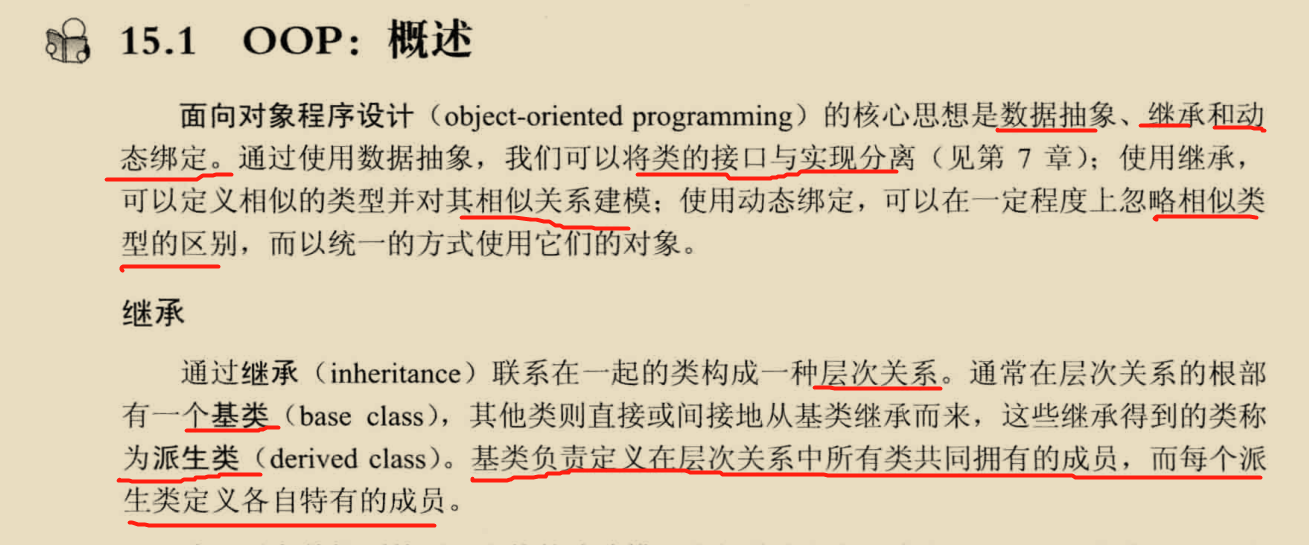 15.1 OOP：概述
面向对象程序设计（object-oriented programming）的核心思想是数据抽象、继承和动
态绑定。通过使用数据抽象，我们可以将类的接口与实现分离（见第 7 章）；使用继承，
可以定义相似的类型并对其相似关系建模；使用动态绑定，可以在一定程度上忽略相似类
型的区别，而以统一的方式使用它们的对象。
继承
通过继承（inheritance）联系在一起的类构成一种层次关系。通常在层次关系的根部
有一个基类（base class），其他类则直接或间接地从基类继承而来，这些继承得到的类称
为派生类（derived class）。基类负责定义在层次关系中所有类共同拥有的成员，而每个派
生类定义各自特有的成员。